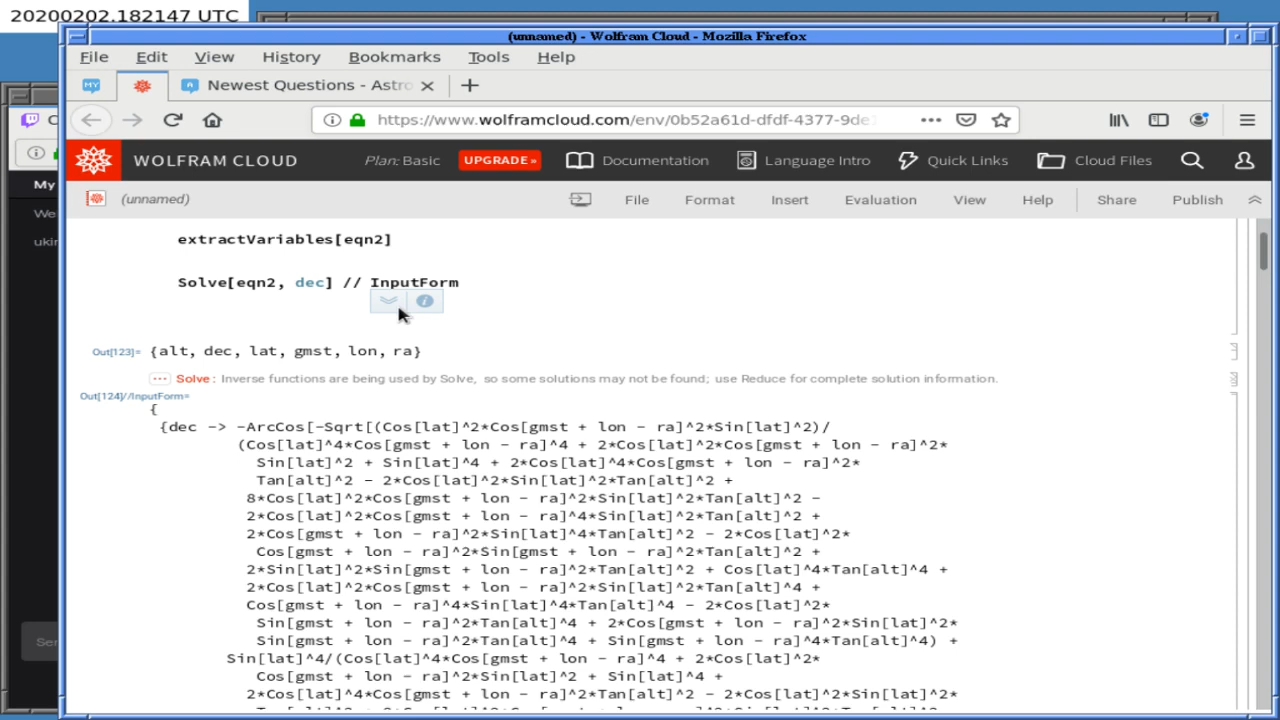 20200202.182147 UTC
(unnamed) - Wolfram Cloud - Mozilla Firefox
File Edit View History Bookmarks Tools Help
MY Newest Questions - Astro
https://www.wolframcloud.com/env/0b52a61d-dfdf-4377-9de
WOLFRAM CLOUD Plan: Basic UPGRADE » Documentation Language Intro Quick Links Cloud Files
(unnamed) File Format Insert Evaluation View Help Share Publish
My
We
ukir
Sen
extractVariables[eqn2]
Solve[eqn2, dec] // InputForm
Out[123]= {alt, dec, lat, gmst, lon, ra}
Solve: Inverse functions are being used by Solve, so some solutions may not be found; use Reduce for complete solution information.
Out[124]//InputForm=
{
{dec -> -ArcCos[-Sqrt[(Cos[lat]^2*Cos[gmst + lon - ra]^2*Sin[lat]^2)/
(Cos[lat]^4*Cos[gmst + lon - ra]^4 + 2*Cos[lat]^2*Cos[gmst + lon - ra]^2*
Sin[lat]^2 + Sin[lat]^4 + 2*Cos[lat]^4*Cos[gmst + lon - ra]^2*
Tan[alt]^2 - 2*Cos[lat]^2*Sin[lat]^2*Tan[alt]^2 +
8*Cos[lat]^2*Cos[gmst + lon - ra]^2*Sin[lat]^2*Tan[alt]^2 -
2*Cos[lat]^2*Cos[gmst + lon - ra]^4*Sin[lat]^2*Tan[alt]^2 +
2*Cos[gmst + lon - ra]^2*Sin[lat]^4*Tan[alt]^2 - 2*Cos[lat]^2*
Cos[gmst + lon - ra]^2*Sin[gmst + lon - ra]^2*Tan[alt]^2 +
2*Sin[lat]^2*Sin[gmst + lon - ra]^2*Tan[alt]^2 + Cos[lat]^4*Tan[alt]^4 +
2*Cos[lat]^2*Cos[gmst + lon - ra]^2*Sin[lat]^2*Tan[alt]^4 +
Cos[gmst + lon - ra]^4*Sin[lat]^4*Tan[alt]^4 - 2*Cos[lat]^2*
Sin[gmst + lon - ra]^2*Tan[alt]^4 + 2*Cos[gmst + lon - ra]^2*Sin[lat]^2*
Sin[gmst + lon - ra]^2*Tan[alt]^4 + Sin[gmst + lon - ra]^4*Tan[alt]^4) +
Sin[lat]^4/(Cos[lat]^4*Cos[gmst + lon - ra]^4 + 2*Cos[lat]^2*
Cos[gmst + lon - ra]^2*Sin[lat]^2 + Sin[lat]^4 +
2*Cos[lat]^4*Cos[gmst + lon - ra]^2*Tan[alt]^2 - 2*Cos[lat]^2*Sin[lat]^2*